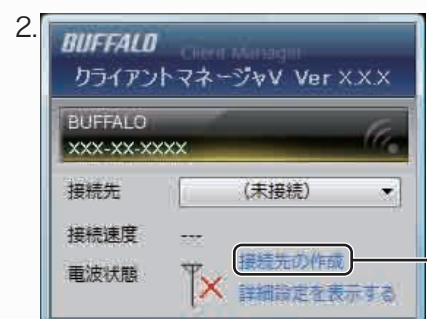 2.
BUFFALO
Client Manager
クライアントマネージャV Ver X.X.X
BUFFALO
XXX-XX-XXXX
接続先 (未接続)
接続速度 ---
電波状態 接続先の作成
詳細設定を表示する